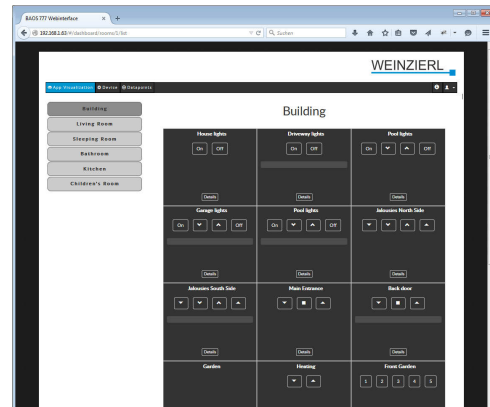 BAOS 777 Webinterface
192.168.1.63/#/dashboard/rooms/1/list
Suchen
WEINZIERL
App Visualization Device Datapoints
Building
Living Room
Sleeping Room
Bathroom
Kitchen
Children's Room
Building
House lights Driveway lights Pool lights
On Off On Off On Off
Details Details Details
Garage lights Pool lights Jalousies North Side
On Off On Off
Details Details Details
Jalousies South Side Main Entrance Back door
Details Details Details
Garden Heating Front Garden
1 2 3 4 5